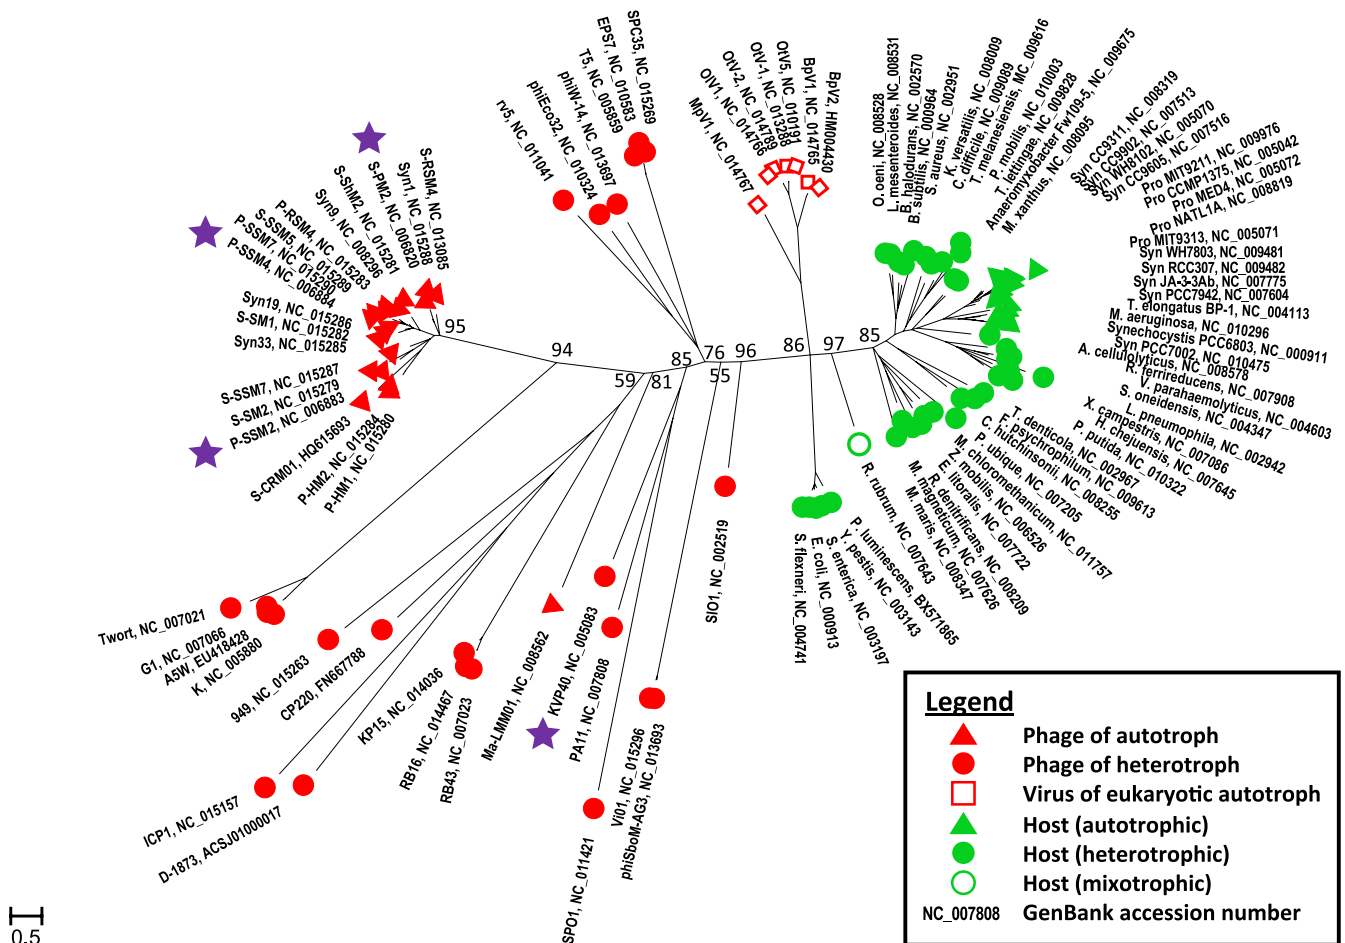 SPC35, NC_015269
EPS7, NC_010583
T5, NC_005859
phiW-14, NC_013697
phiEco32, NC_010324
rv5, NC_011041
BpV2, HM004430
BpV1, NC_014765
OtV5, NC_010191
OtV-1, NC_013288
OtV-2, NC_014789
OlV1, NC_014766
MpV1, NC_014767
O. oeni, NC_008528
L. mesenteroides, NC_008531
B. halodurans, NC_002570
B. subtilis, NC_000964
S. aureus, NC_002951
K. versatilis, NC_008009
C. difficile, NC_009089
T. melanesiensis, MC_009616
P. mobilis, NC_010003
T. lettingae, NC_009828
Anaeromyxobacter Fw109-5, NC_009675
M. xanthus, NC_008095
Syn CC9311, NC_008319
Syn CC9902, NC_007513
Syn WH8102, NC_005070
Syn CC9605, NC_007516
Pro MIT9211, NC_009976
Pro CCMP1375, NC_005042
Pro MED4, NC_005072
Pro NATL1A, NC_008819
Pro MIT9313, NC_005071
Syn WH7803, NC_009481
Syn RCC307, NC_009482
Syn JA-3-3Ab, NC_007775
Syn PCC7942, NC_007604
T. elongatus BP-1, NC_004113
M. aeruginosa, NC_010296
Synechocystis PCC6803, NC_000911
Syn PCC7002, NC_010475
A. cellulolyticus, NC_008578
R. ferrireducens, NC_007908
V. parahaemolyticus, NC_004603
S. oneidensis, NC_004347
L. pneumophila, NC_002942
X. campestris, NC_007086
H. chejuensis, NC_007645
P. putida, NC_010322
T. denticola, NC_002967
F. psychrophilum, NC_009613
C. hutchinsonii, NC_008255
P. ubique, NC_007205
M. chloromethanicum, NC_011757
Z. mobilis, NC_006526
E. litoralis, NC_007722
R. denitrificans, NC_008209
M. magneticum, NC_007626
M. maris, NC_008347
R. rubrum, NC_007643
P. luminescens, BX571865
Y. pestis, NC_003143
S. enterica, NC_003197
E. coli, NC_000913
S. flexneri, NC_004741
S-RSM4, NC_013085
Syn1, NC_015288
S-PM2, NC_006820
S-ShM2, NC_015281
Syn9, NC_008296
P-RSM4, NC_015283
S-SSM5, NC_015289
P-SSM7, NC_015290
P-SSM4, NC_006884
Syn19, NC_015286
S-SM1, NC_015282
Syn33, NC_015285
S-SSM7, NC_015287
S-SM2, NC_015279
P-SSM2, NC_006883
S-CRM01, HQ615693
P-HM2, NC_015284
P-HM1, NC_015280
95
94
59
81
85
76
55
96
86
97
85
Twort, NC_007021
G1, NC_007066
A5W, EU418428
K, NC_005880
949, NC_015263
CP220, FN667788
ICP1, NC_015157
D-1873, ACSJ01000017
KP15, NC_014036
RB16, NC_014467
RB43, NC_007023
Ma-LMM01, NC_008562
KVP40, NC_005083
PA11, NC_007808
SPO1, NC_011421
Vi01, NC_015296
phiSboM-AG3, NC_013693
SIO1, NC_002519
Legend
Phage of autotroph
Phage of heterotroph
Virus of eukaryotic autotroph
Host (autotrophic)
Host (heterotrophic)
Host (mixotrophic)
NC_007808 GenBank accession number
0.5